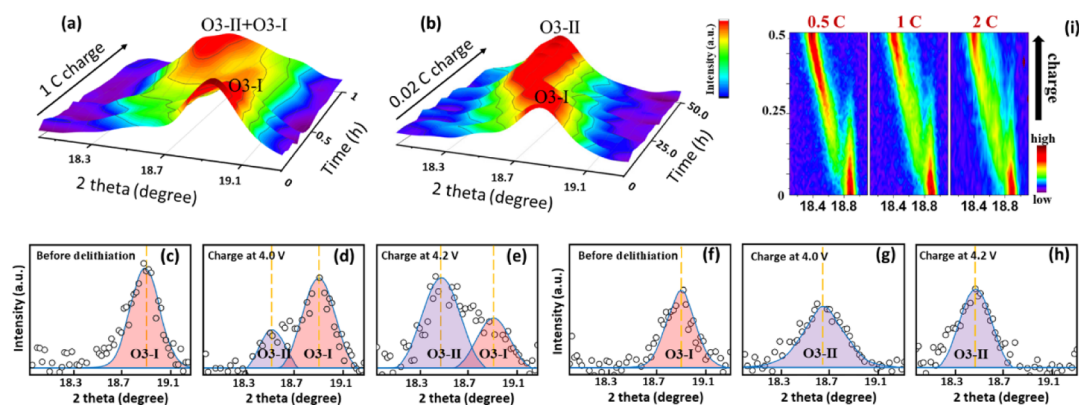 (a)
O3-II+O3-I
O3-I
1 C charge
18.3
18.7
19.1
2 theta (degree)
0
0.5
1
Time (h)
(b)
O3-II
O3-I
0.02 C charge
18.3
18.7
19.1
2 theta (degree)
0
25.0
50.0
Time (h)
Intensity (a.u.)
0.5 C 1 C 2 C (i)
0.5
0.25
0
18.4 18.8 18.4 18.8 18.4 18.8
charge
high
low
Intensity (a.u.)
Before delithiation (c)
O3-I
18.3 18.7 19.1
2 theta (degree)
Charge at 4.0 V (d)
O3-II O3-I
18.3 18.7 19.1
2 theta (degree)
Charge at 4.2 V (e)
O3-II O3-I
18.3 18.7 19.1
2 theta (degree)
Intensity (a.u.)
Before delithiation (f)
O3-I
18.3 18.7 19.1
2 theta (degree)
Charge at 4.0 V (g)
O3-II
18.3 18.7 19.1
2 theta (degree)
Charge at 4.2 V (h)
O3-II
18.3 18.7 19.1
2 theta (degree)